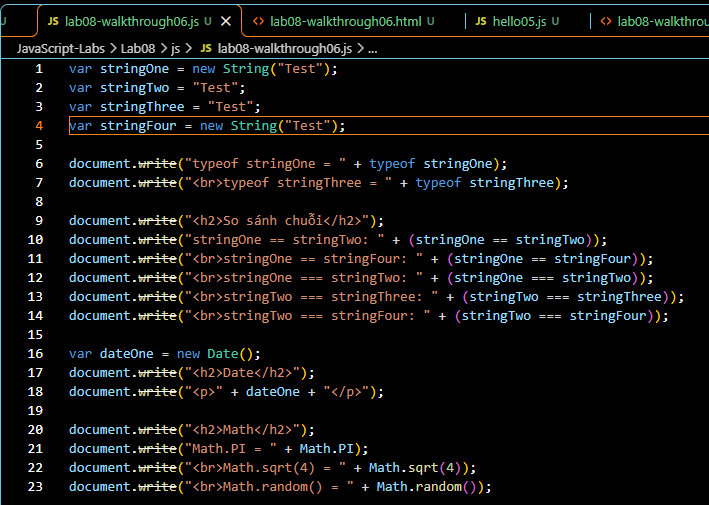 U JS lab08-walkthrough06.js U × <> lab08-walkthrough06.html U JS hello05.js U <> lab08-walkthrou
JavaScript-Labs > Lab08 > js > JS lab08-walkthrough06.js > ...
1 var stringOne = new String("Test");
2 var stringTwo = "Test";
3 var stringThree = "Test";
4 var stringFour = new String("Test");
5
6 document.write("typeof stringOne = " + typeof stringOne);
7 document.write("<br>typeof stringThree = " + typeof stringThree);
8
9 document.write("<h2>So sánh chuỗi</h2>");
10 document.write("stringOne == stringTwo: " + (stringOne == stringTwo));
11 document.write("<br>stringOne == stringFour: " + (stringOne == stringFour));
12 document.write("<br>stringOne === stringTwo: " + (stringOne === stringTwo));
13 document.write("<br>stringTwo === stringThree: " + (stringTwo === stringThree));
14 document.write("<br>stringTwo === stringFour: " + (stringTwo === stringFour));
15
16 var dateOne = new Date();
17 document.write("<h2>Date</h2>");
18 document.write("<p>" + dateOne + "</p>");
19
20 document.write("<h2>Math</h2>");
21 document.write("Math.PI = " + Math.PI);
22 document.write("<br>Math.sqrt(4) = " + Math.sqrt(4));
23 document.write("<br>Math.random() = " + Math.random());